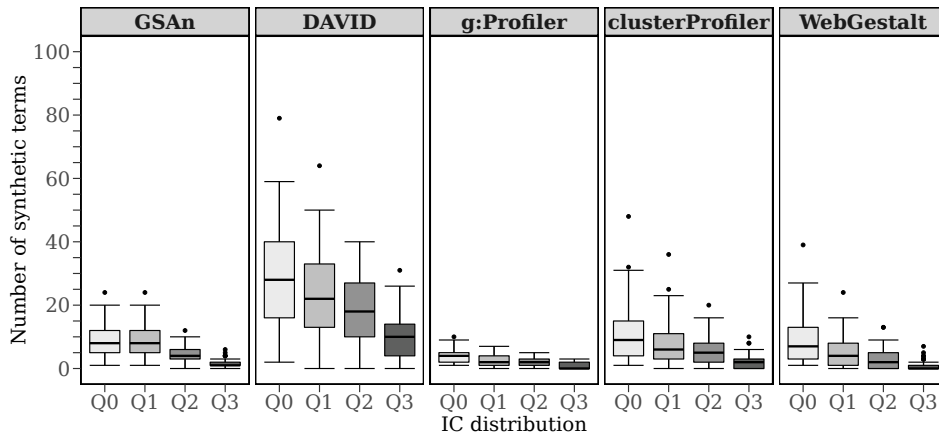 GSAn DAVID g:Profiler clusterProfiler WebGestalt
Number of synthetic terms
100
80
60
40
20
0
Q0 Q1 Q2 Q3 Q0 Q1 Q2 Q3 Q0 Q1 Q2 Q3 Q0 Q1 Q2 Q3 Q0 Q1 Q2 Q3
IC distribution